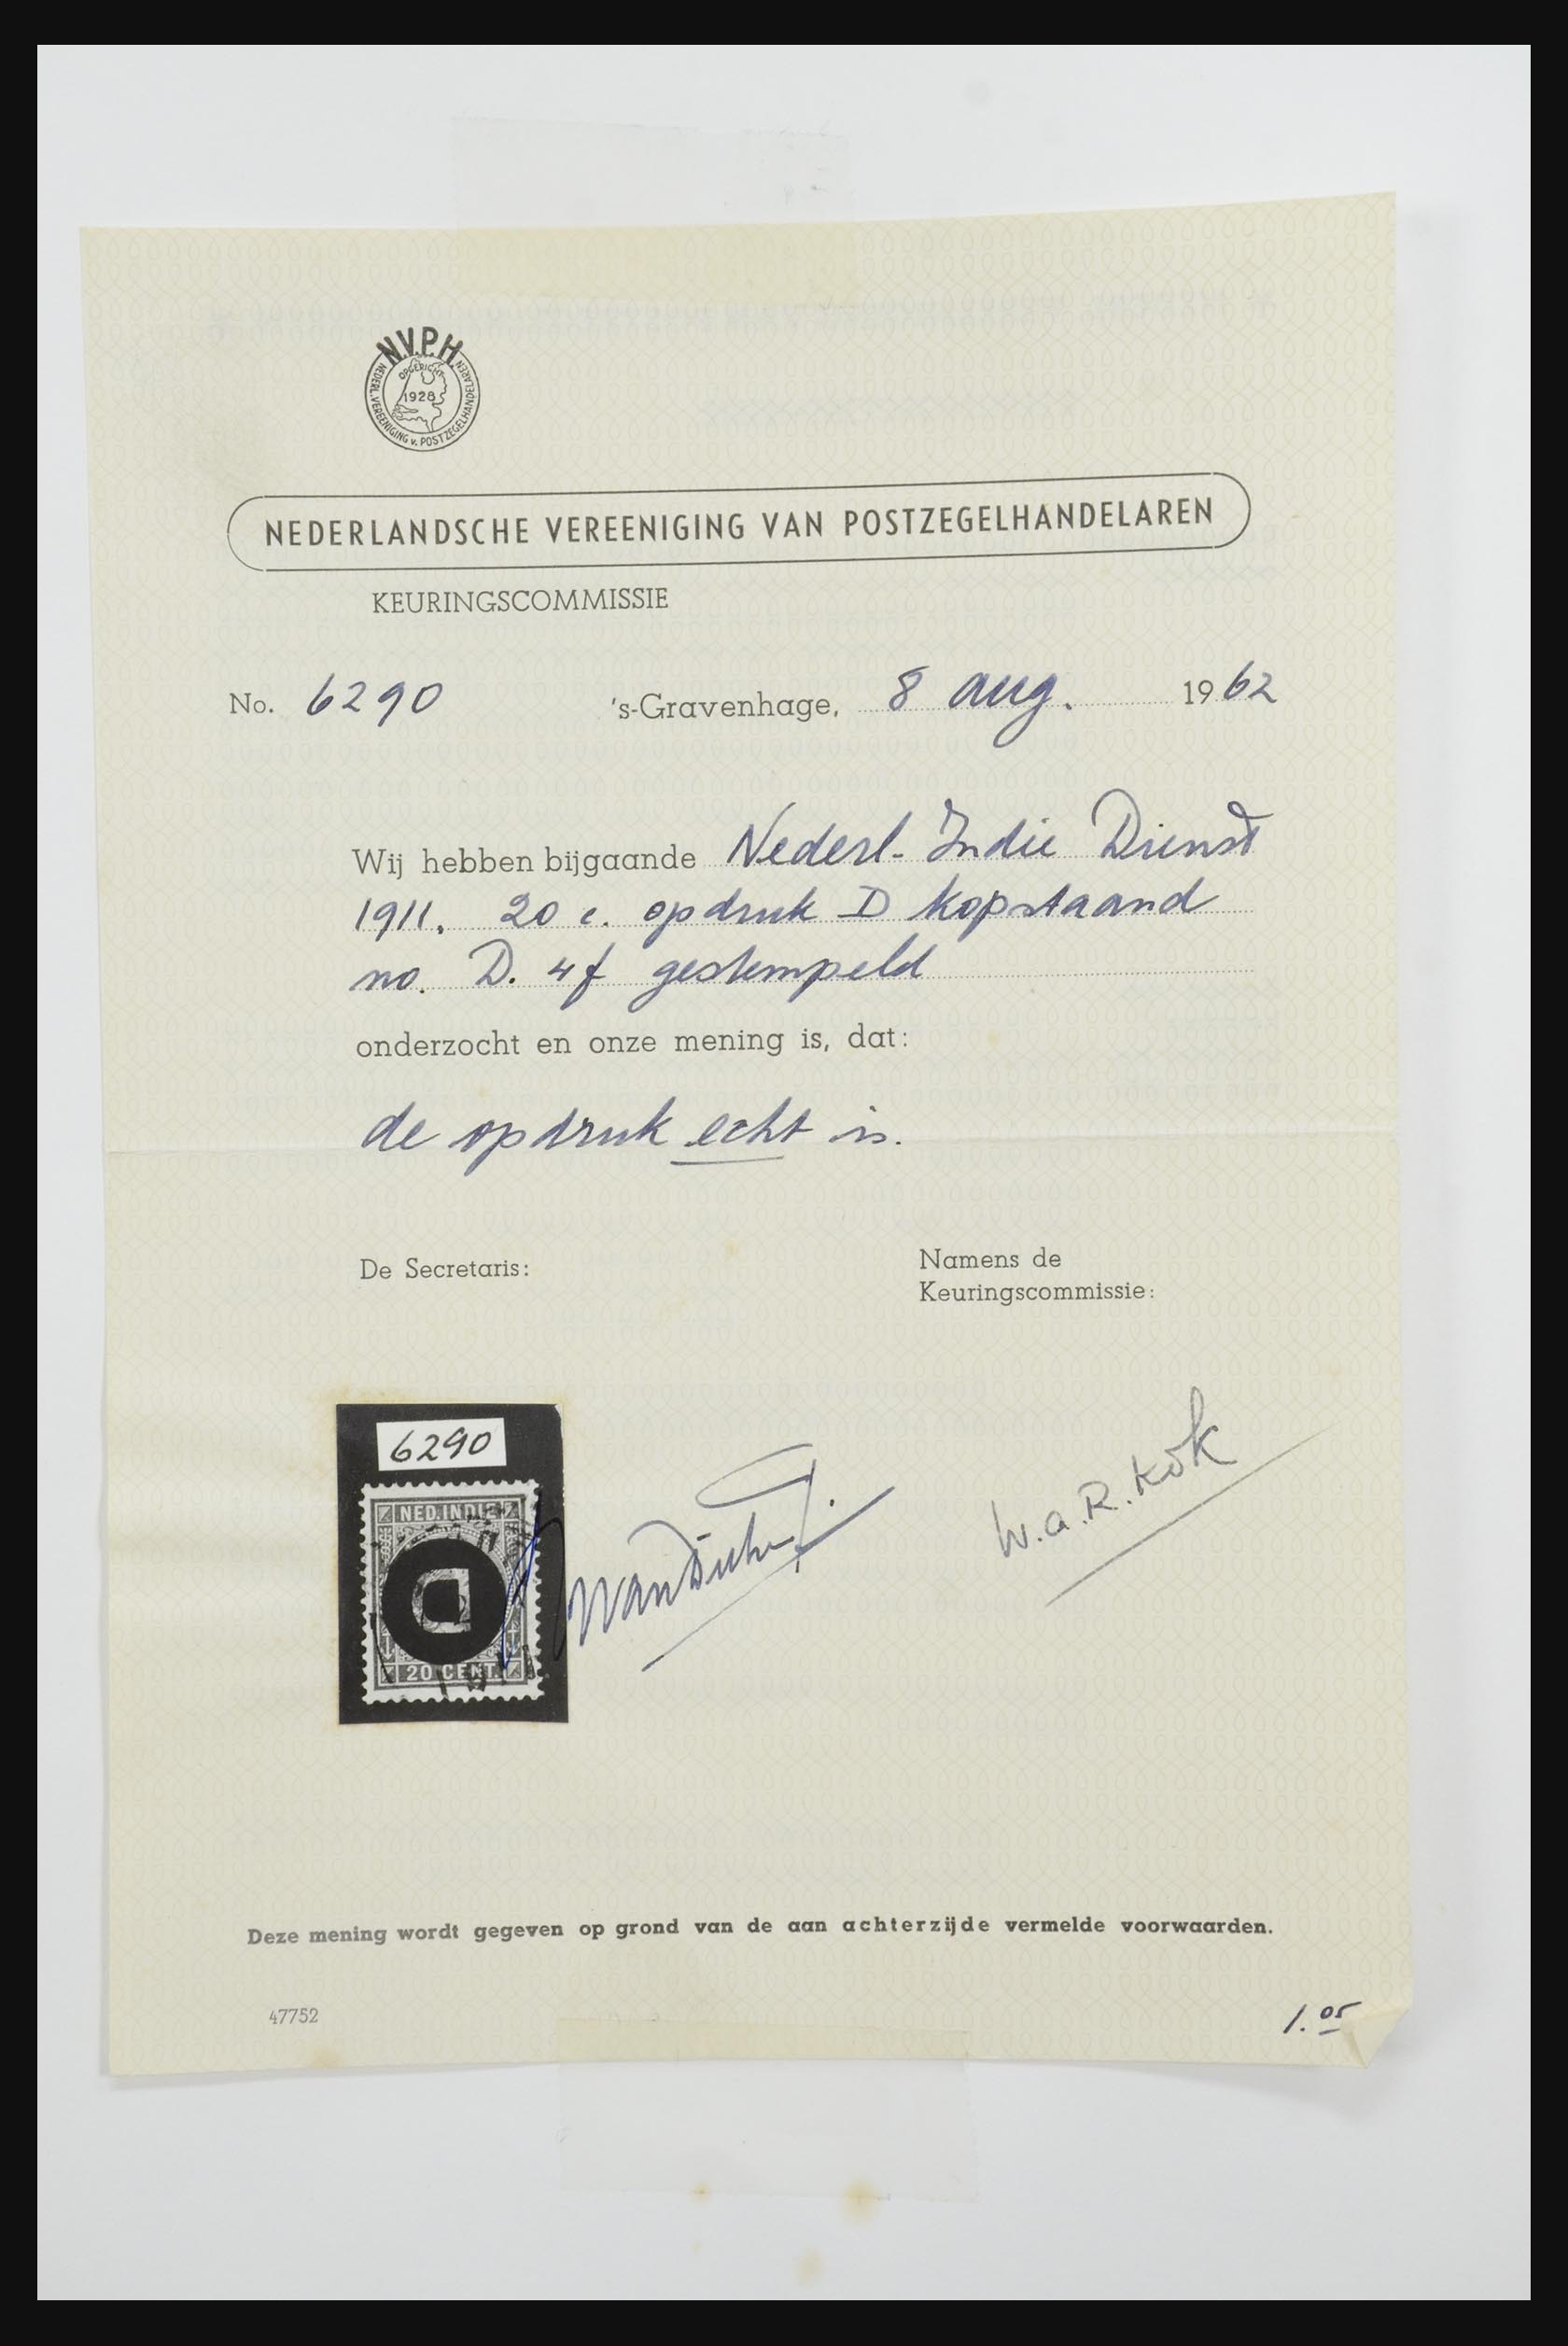 N.V.P.H.
OPGERICHT
1928
NEDERL. VEREENIGING v. POSTZEGELHANDELAREN
NEDERLANDSCHE VEREENIGING VAN POSTZEGELHANDELAREN
KEURINGSCOMMISSIE
No. 6290 's-Gravenhage, 8 aug. 1962
Wij hebben bijgaande Nederl. Indie Dienst
1911. 20 c. opdruk D kopstaand
no. D. 4f gestempeld
onderzocht en onze mening is, dat:
de opdruk echt is.
De Secretaris:
Namens de
Keuringscommissie:
6290
NED. INDIE
D
20 CENT.
W.a.R. Kok
Deze mening wordt gegeven op grond van de aan achterzijde vermelde voorwaarden.
47752
1.05